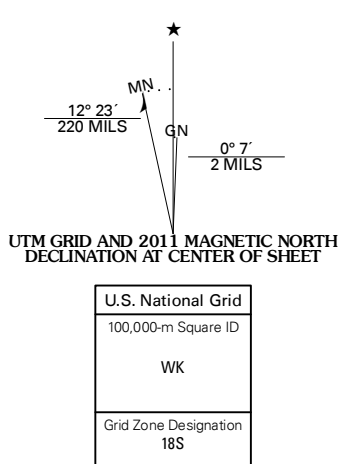 ★
MN
12° 23´
220 MILS
GN
0° 7´
2 MILS
UTM GRID AND 2011 MAGNETIC NORTH
DECLINATION AT CENTER OF SHEET
U.S. National Grid
100,000-m Square ID
WK
Grid Zone Designation
18S